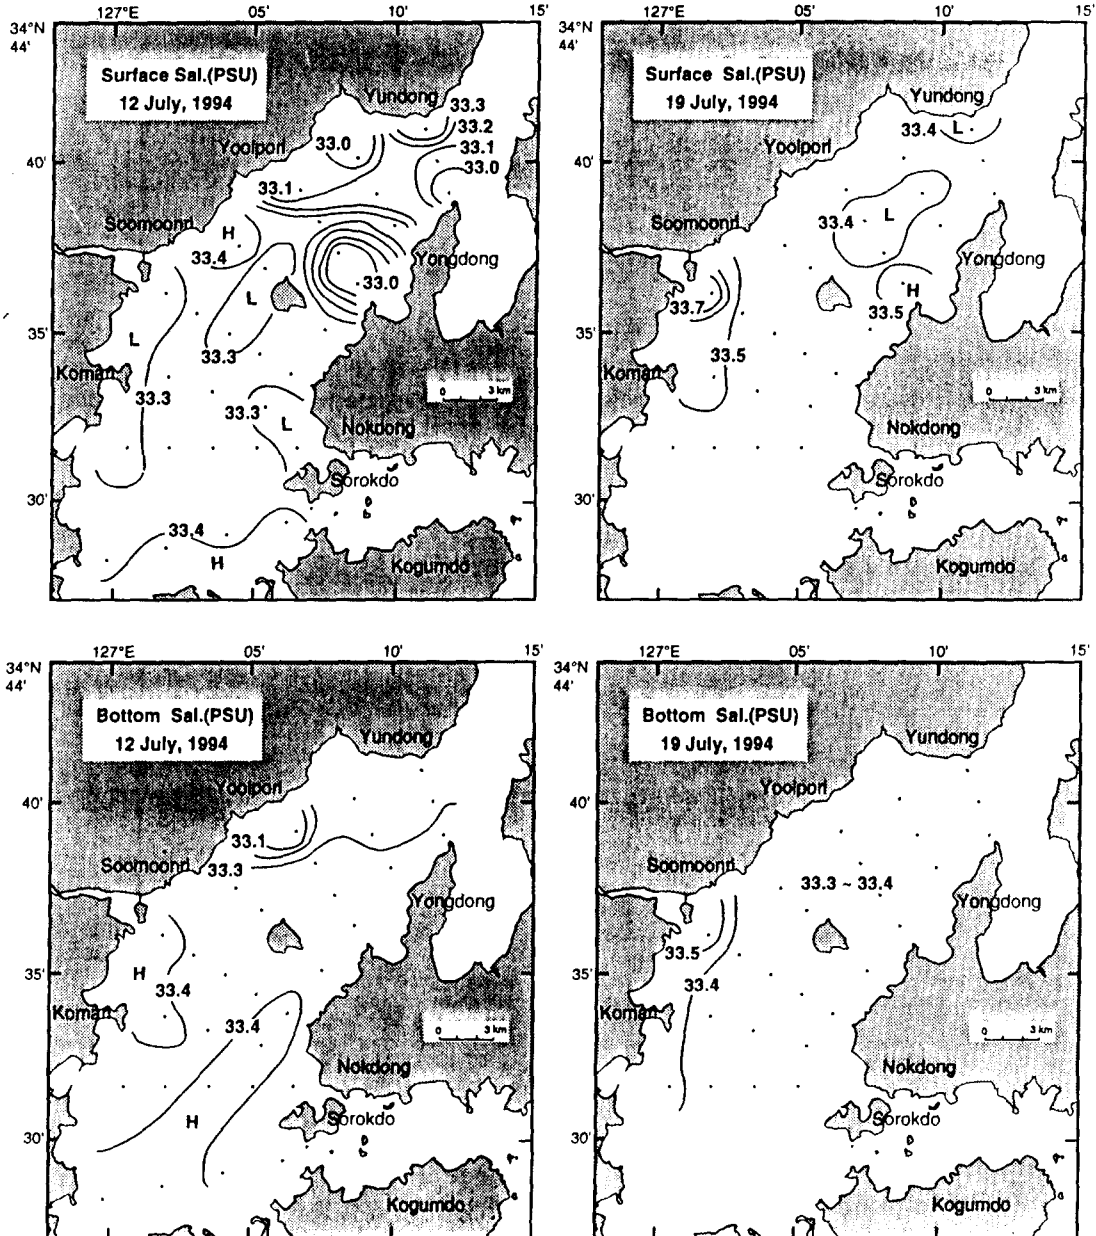 127°E 05' 10' 15'
34°N
44'
Surface Sal.(PSU)
12 July, 1994
Yundong
33.3
33.2
33.1
33.0
33.0
Yoolpori
40'
33.1
Soomoonri
H
33.4
Yongdong
33.0
L
35'
L
33.3
Koman
33.3
33.3
L
0 3 km
Nokdong
Sorokdo
30'
33.4
H
Kogumdo
127°E 05' 10' 15'
34°N
44'
Surface Sal.(PSU)
19 July, 1994
Yundong
33.4 L
Yoolpori
40'
Soomoonri
33.4 L
Yongdong
33.7
H
33.5
35'
33.5
Koman
0 3 km
Nokdong
Sorokdo
30'
Kogumdo
127°E 05' 10' 15'
34°N
44'
Bottom Sal.(PSU)
12 July, 1994
Yundong
Yoolpori
40'
33.1
Soomoonri
33.3
Yongdong
35'
H
33.4
Koman
33.4
0 3 km
Nokdong
H
Sorokdo
30'
Kogumdo
127°E 05' 10' 15'
34°N
44'
Bottom Sal.(PSU)
19 July, 1994
Yundong
Yoolpori
40'
Soomoonri
33.3 ~ 33.4
Yongdong
33.5
35'
33.4
Koman
0 3 km
Nokdong
Sorokdo
30'
Kogumdo